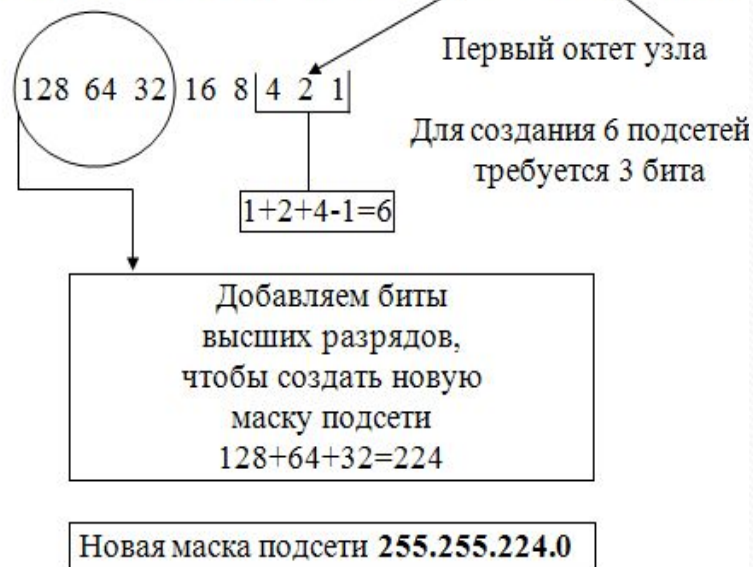 Первый октет узла
128 64 32 16 8 4 2 1
Для создания 6 подсетей
требуется 3 бита
1+2+4-1=6
Добавляем биты
высших разрядов,
чтобы создать новую
маску подсети
128+64+32=224
Новая маска подсети 255.255.224.0